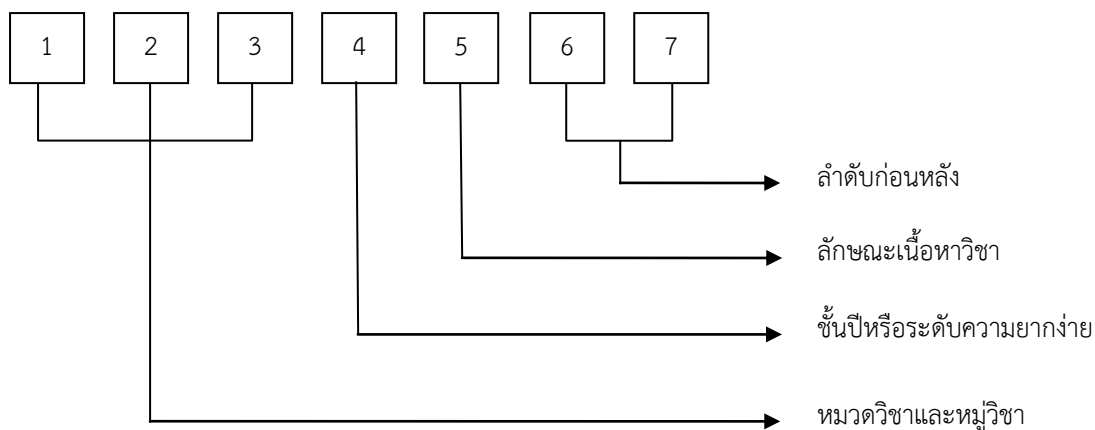 1 2 3 4 5 6 7
ลำดับก่อนหลัง
ลักษณะเนื้อหาวิชา
ชั้นปีหรือระดับความยากง่าย
หมวดวิชาและหมู่วิชา